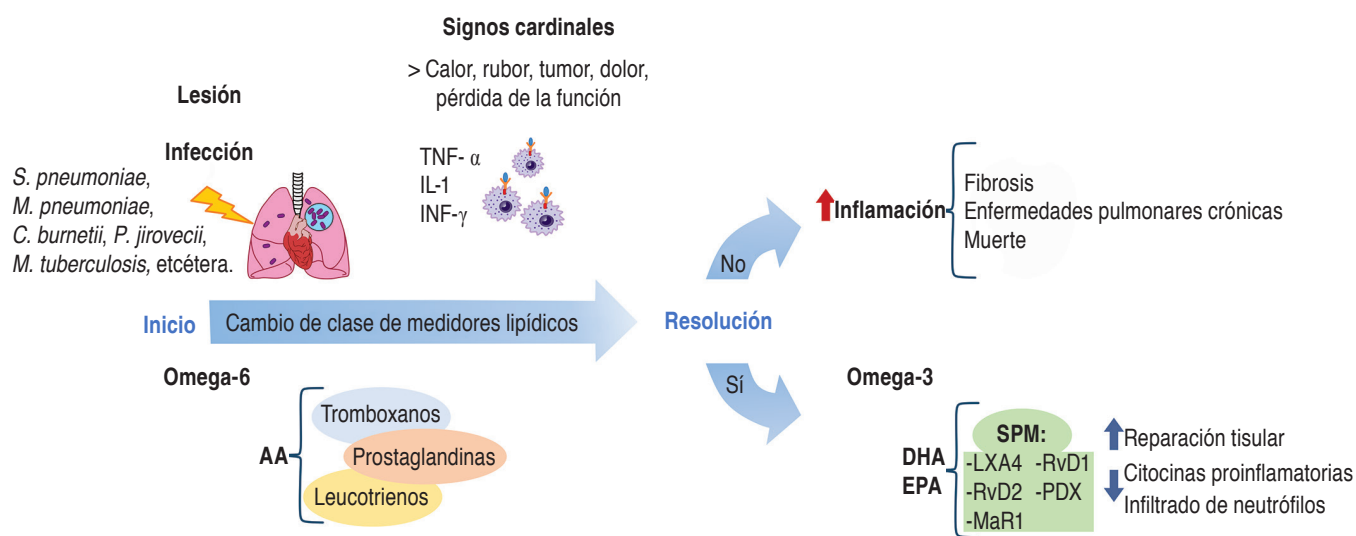 Signos cardinales
> Calor, rubor, tumor, dolor,
pérdida de la función
Lesión
Infección
S. pneumoniae,
M. pneumoniae,
C. burnetii, P. jirovecii,
M. tuberculosis, etcétera.
TNF- α
IL-1
INF-γ
Inicio
Cambio de clase de medidores lipídicos
Resolución
No
Inflamación
Fibrosis
Enfermedades pulmonares crónicas
Muerte
Sí
Omega-6
AA
Tromboxanos
Prostaglandinas
Leucotrienos
Omega-3
DHA
EPA
SPM:
-LXA4 -RvD1
-RvD2 -PDX
-MaR1
Reparación tisular
Citocinas proinflamatorias
Infiltrado de neutrófilos